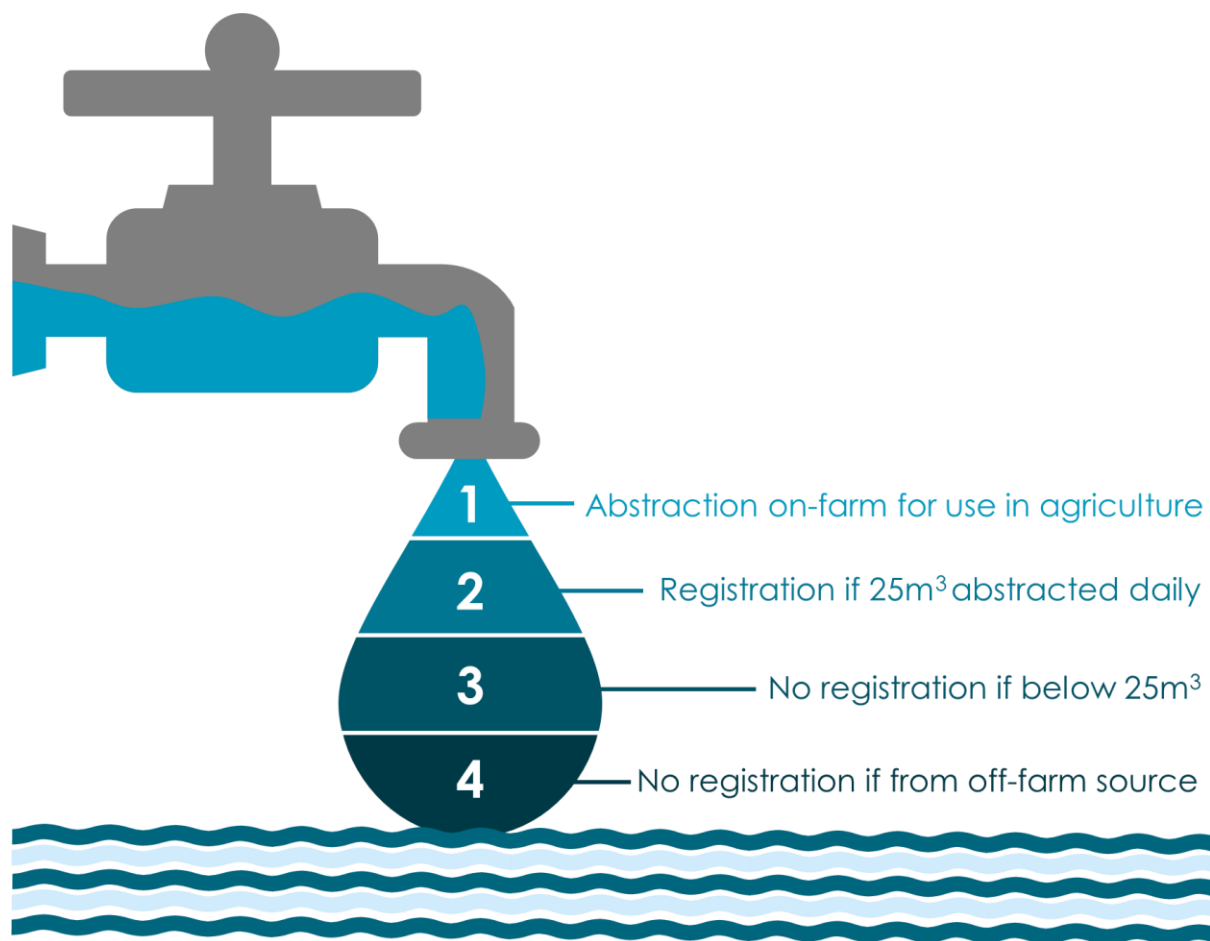 1
Abstraction on-farm for use in agriculture
2
Registration if 25m³ abstracted daily
3
No registration if below 25m³
4
No registration if from off-farm source